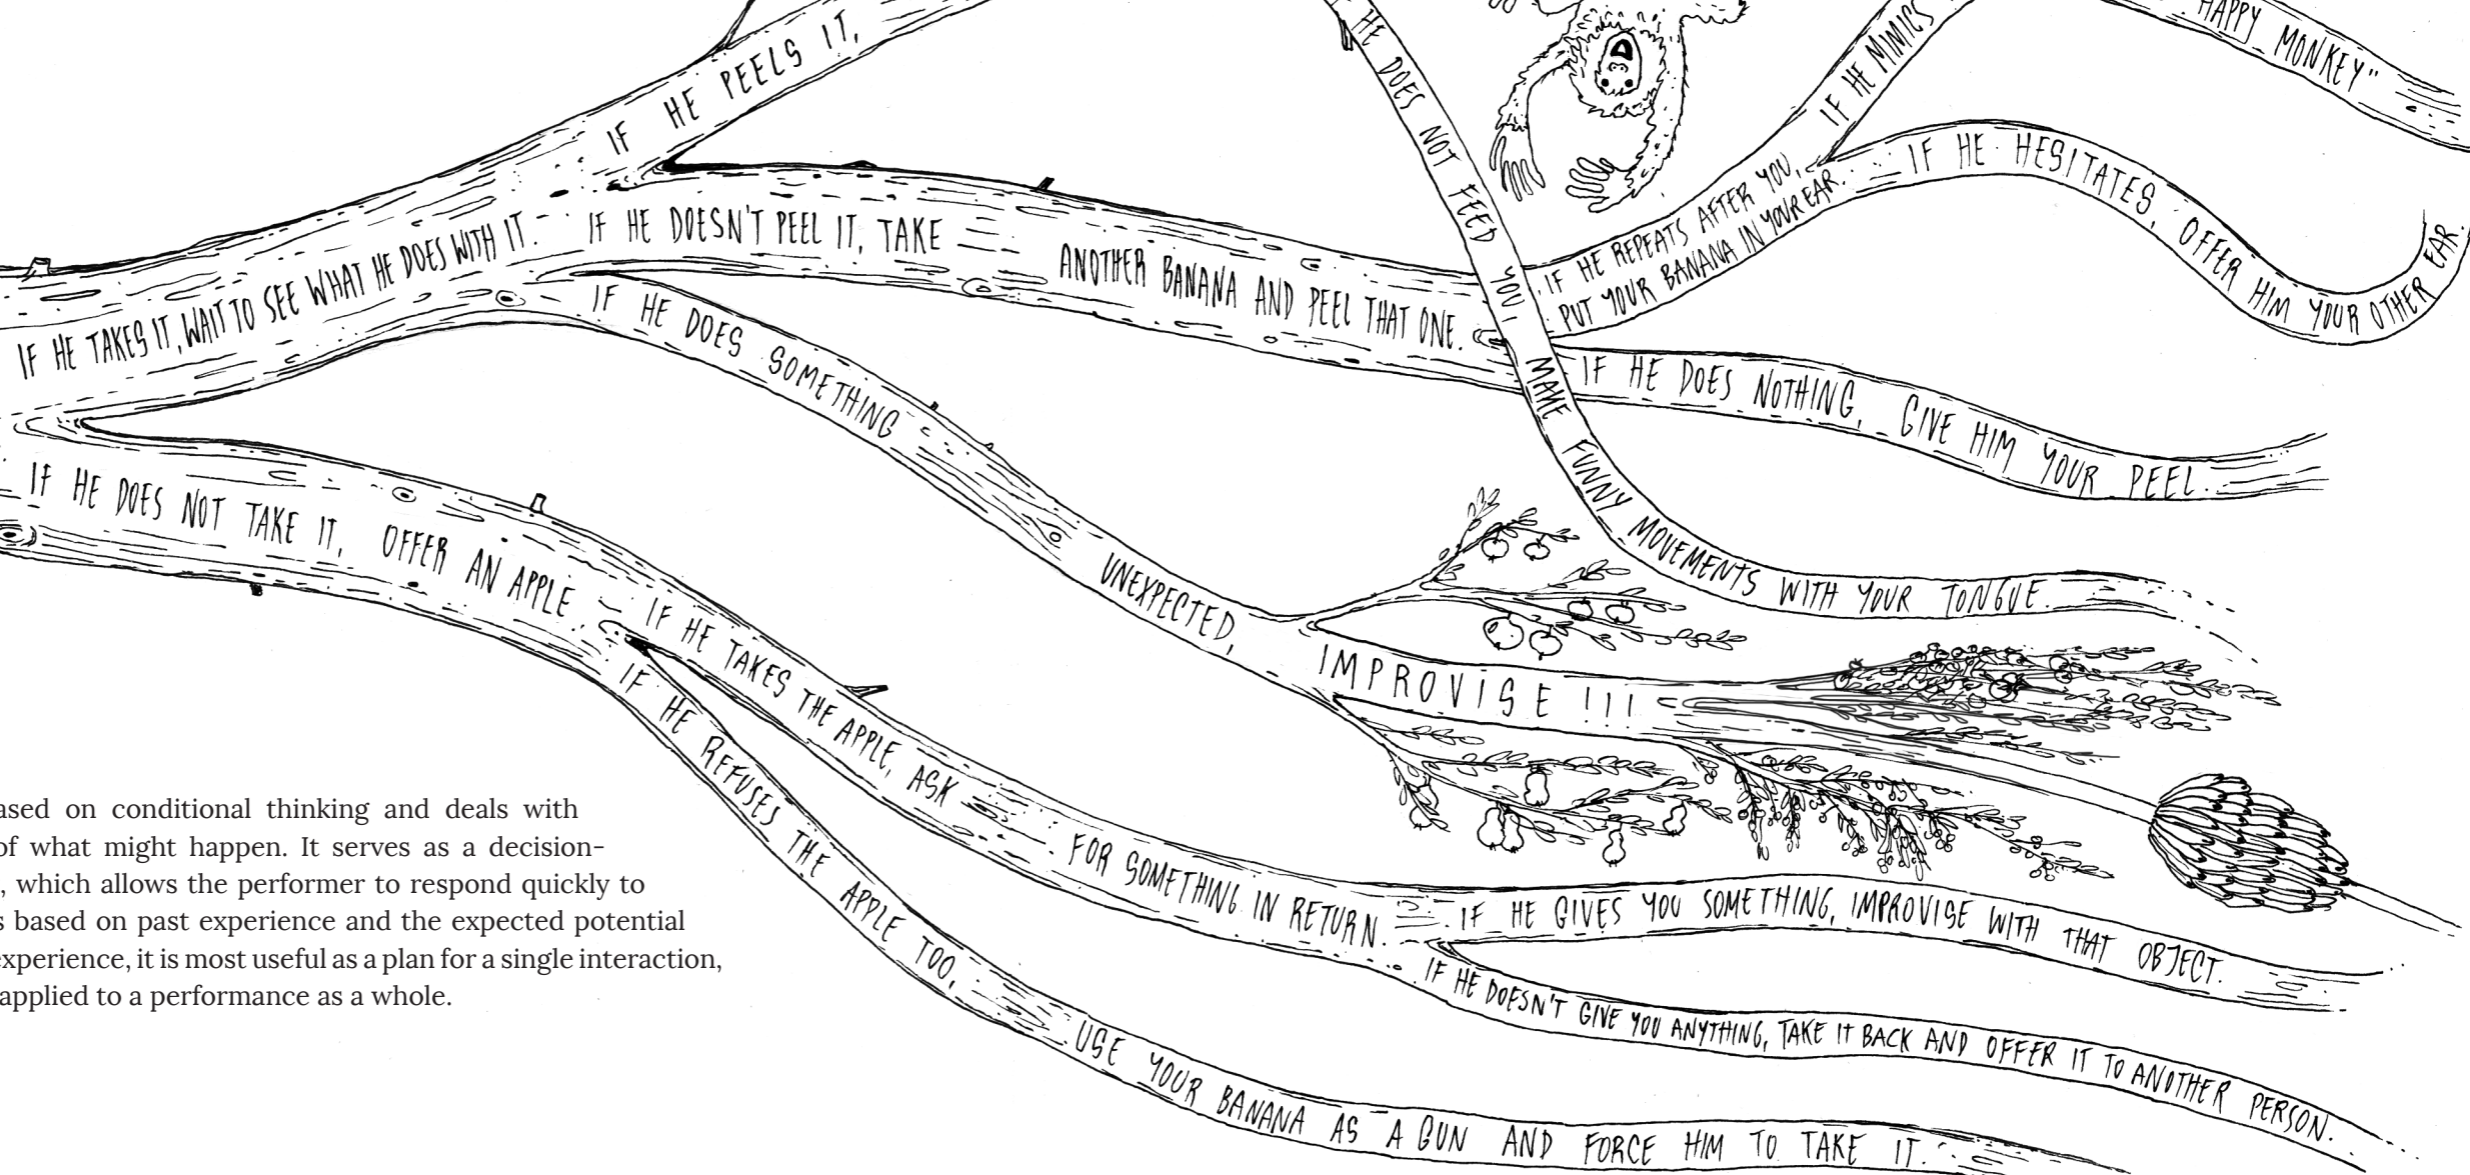 IF HE PEELS IT,
IF HE TAKES IT, WAIT TO SEE WHAT HE DOES WITH IT.
IF HE DOESN'T PEEL IT, TAKE ANOTHER BANANA AND PEEL THAT ONE.
HE DOES NOT FEED YOU, MAKE FUNNY MOVEMENTS WITH YOUR TONGUE.
IF HE REPEATS AFTER YOU,
PUT YOUR BANANA IN YOUR EAR.
IF HE MIMICS
HAPPY MONKEY"
IF HE HESITATES, OFFER HIM YOUR OTHER EAR.
IF HE DOES NOTHING, GIVE HIM YOUR PEEL.
IF HE DOES SOMETHING UNEXPECTED,
IMPROVISE !!!
IF HE DOES NOT TAKE IT, OFFER AN APPLE.
IF HE TAKES THE APPLE, ASK FOR SOMETHING IN RETURN.
IF HE GIVES YOU SOMETHING, IMPROVISE WITH THAT OBJECT.
IF HE DOESN'T GIVE YOU ANYTHING, TAKE IT BACK AND OFFER IT TO ANOTHER PERSON.
IF HE REFUSES THE APPLE TOO, USE YOUR BANANA AS A GUN AND FORCE HIM TO TAKE IT.
ased on conditional thinking and deals with
of what might happen. It serves as a decision-
, which allows the performer to respond quickly to
s based on past experience and the expected potential
experience, it is most useful as a plan for a single interaction,
applied to a performance as a whole.